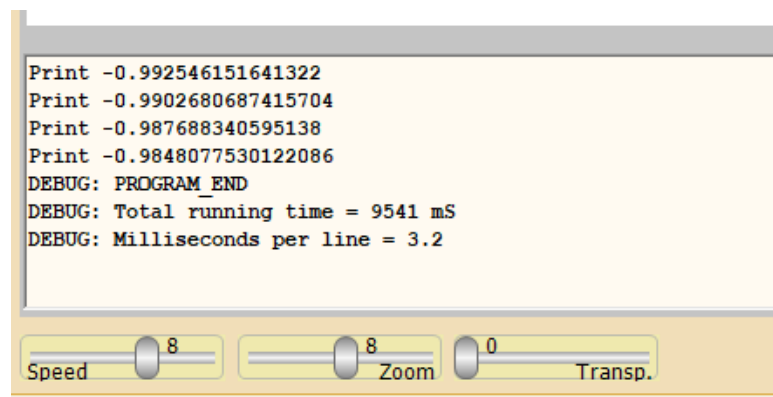 Print -0.992546151641322
Print -0.9902680687415704
Print -0.987688340595138
Print -0.9848077530122086
DEBUG: PROGRAM_END
DEBUG: Total running time = 9541 mS
DEBUG: Milliseconds per line = 3.2
8 8 0
Speed Zoom Transp.